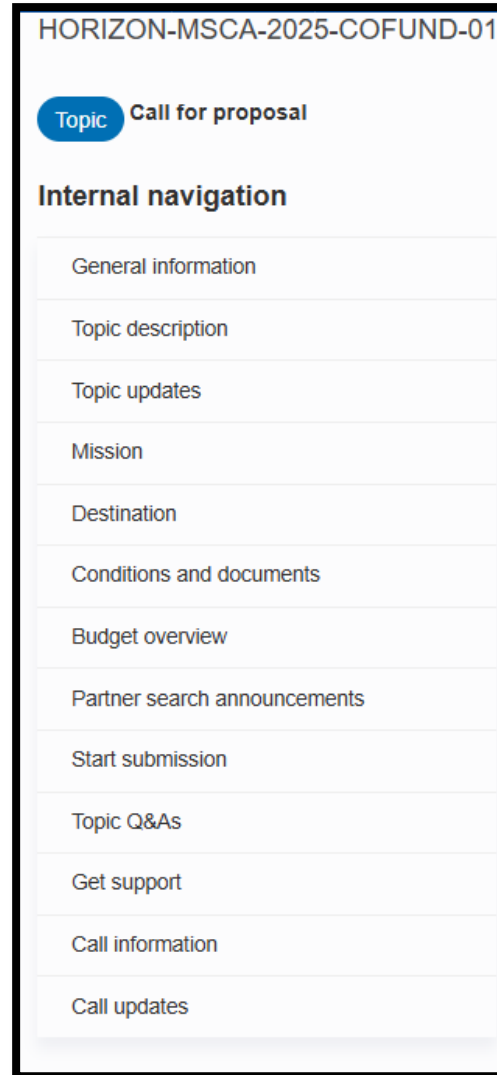 HORIZON-MSCA-2025-COFUND-01
Topic Call for proposal
Internal navigation
General information
Topic description
Topic updates
Mission
Destination
Conditions and documents
Budget overview
Partner search announcements
Start submission
Topic Q&As
Get support
Call information
Call updates